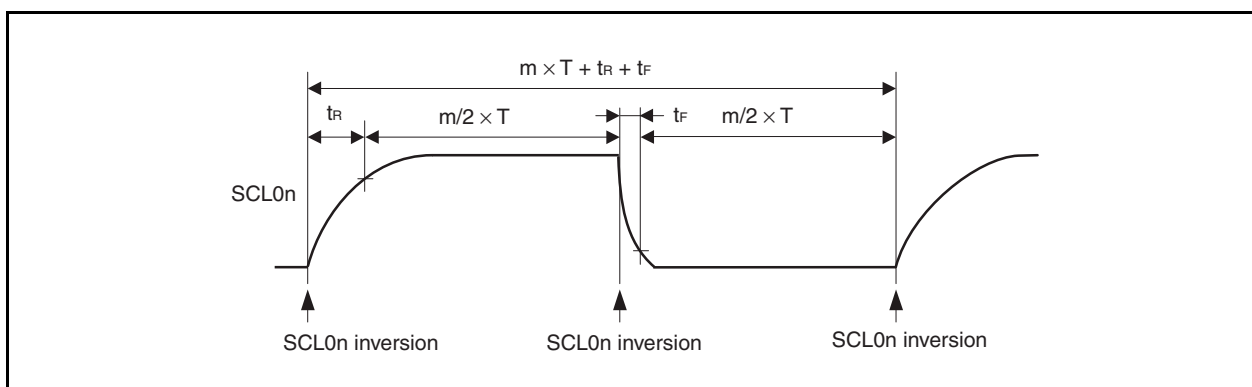 m × T + tR + tF
tR
m/2 × T
tF
m/2 × T
SCL0n
SCL0n inversion
SCL0n inversion
SCL0n inversion